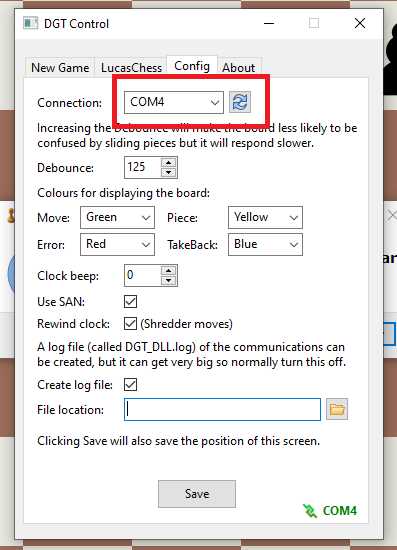 DGT Control
New Game LucasChess Config About
Connection: COM4
Increasing the Debounce will make the board less likely to be
confused by sliding pieces but it will respond slower.
Debounce: 125
Colours for displaying the board:
Move: Green Piece: Yellow
Error: Red TakeBack: Blue
Clock beep: 0
Use SAN:
Rewind clock: (Shredder moves)
A log file (called DGT_DLL.log) of the communications can
be created, but it can get very big so normally turn this off.
Create log file:
File location:
Clicking Save will also save the position of this screen.
Save
COM4